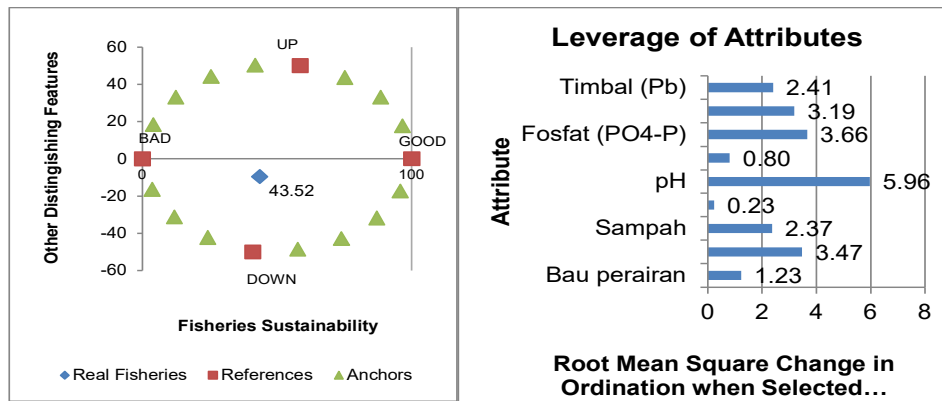 60
40
20
0
-20
-40
-60
Other Distingishing Features
UP
BAD
GOOD
0
100
43.52
DOWN
Fisheries Sustainability
Real Fisheries
References
Anchors
Leverage of Attributes
Attribute
Timbal (Pb)
2.41
3.19
Fosfat (PO4-P)
3.66
0.80
pH
5.96
0.23
Sampah
2.37
3.47
Bau perairan
1.23
0
2
4
6
8
Root Mean Square Change in
Ordination when Selected…